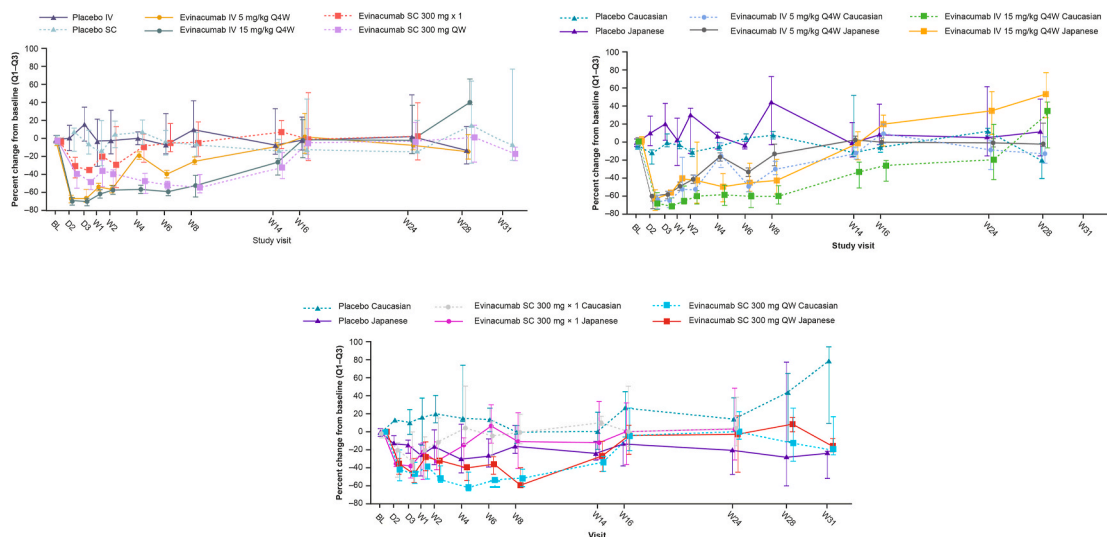 Placebo IV Evinacumab IV 5 mg/kg Q4W Evinacumab SC 300 mg x 1
Placebo SC Evinacumab IV 15 mg/kg Q4W Evinacumab SC 300 mg QW
Percent change from baseline (Q1–Q3)
100
80
60
40
20
0
–20
–40
–60
–80
BL D2 D3 W1 W2 W4 W6 W8 W14 W16 W24 W28 W31
Study visit
Placebo Caucasian Evinacumab IV 5 mg/kg Q4W Caucasian Evinacumab IV 15 mg/kg Q4W Caucasian
Placebo Japanese Evinacumab IV 5 mg/kg Q4W Japanese Evinacumab IV 15 mg/kg Q4W Japanese
Percent change from baseline (Q1–Q3)
100
80
60
40
20
0
–20
–40
–60
–80
BL D2 D3 W1 W2 W4 W6 W8 W14 W16 W24 W28 W31
Study visit
Placebo Caucasian Evinacumab SC 300 mg × 1 Caucasian Evinacumab SC 300 mg QW Caucasian
Placebo Japanese Evinacumab SC 300 mg × 1 Japanese Evinacumab SC 300 mg QW Japanese
Percent change from baseline (Q1–Q3)
100
80
60
40
20
0
–20
–40
–60
–80
BL D2 D3 W1 W2 W4 W6 W8 W14 W16 W24 W28 W31
Visit